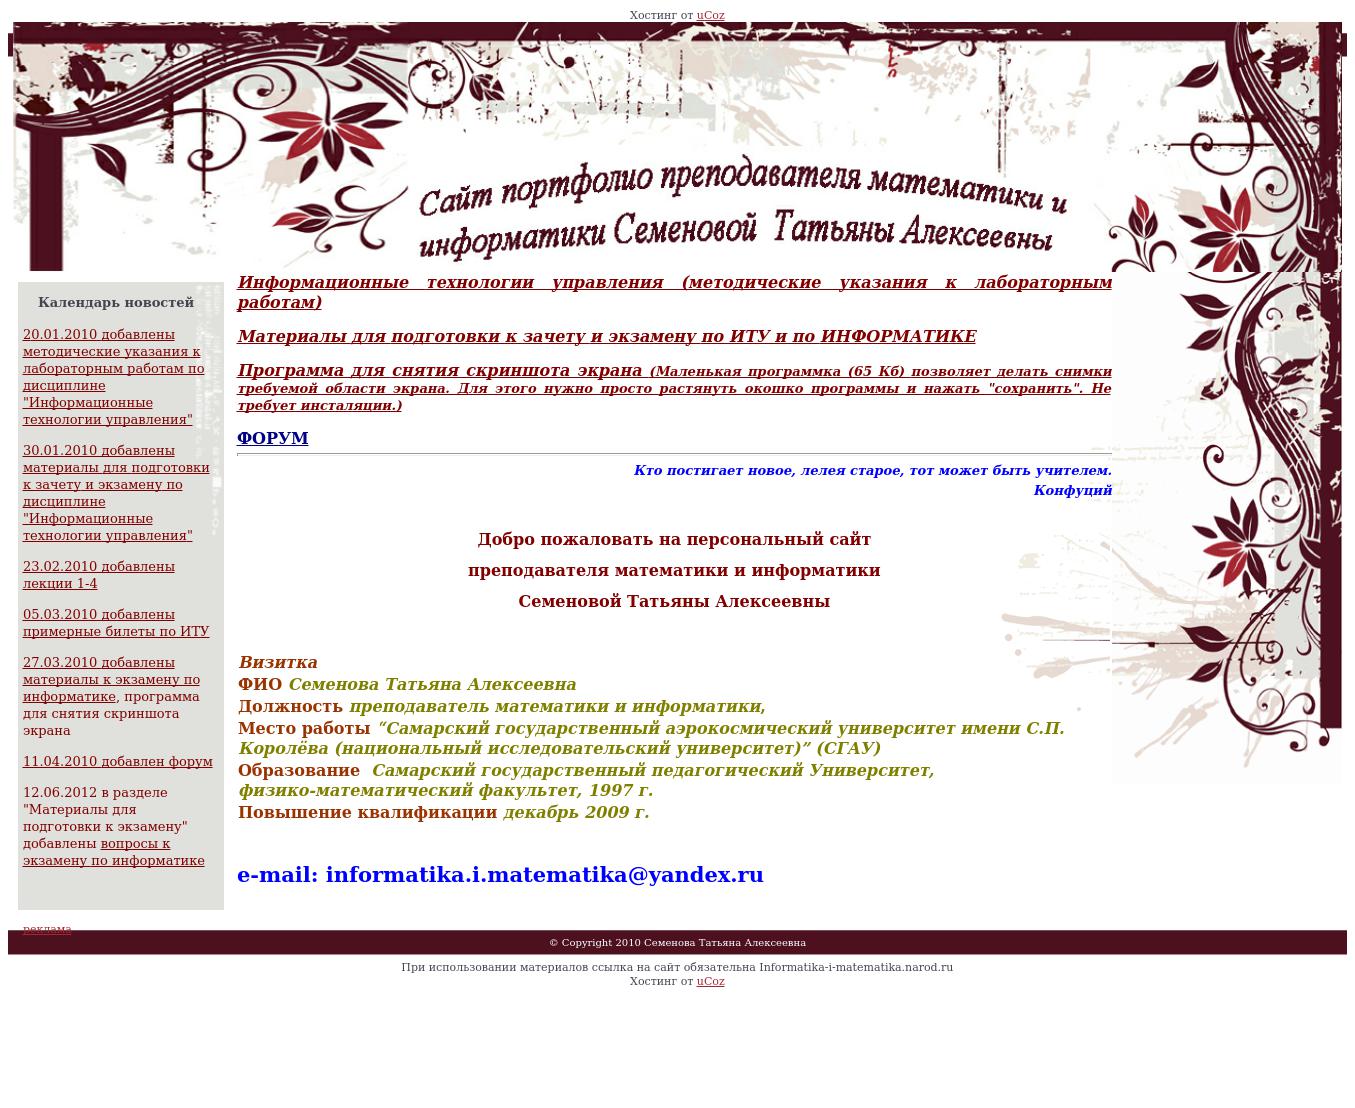 Хостинг от uCoz
Сайт портфолио преподавателя математики и
информатики Семеновой Татьяны Алексеевны
Календарь новостей
20.01.2010 добавлены
методические указания к
лабораторным работам по
дисциплине
"Информационные
технологии управления"
30.01.2010 добавлены
материалы для подготовки
к зачету и экзамену по
дисциплине
"Информационные
технологии управления"
23.02.2010 добавлены
лекции 1-4
05.03.2010 добавлены
примерные билеты по ИТУ
27.03.2010 добавлены
материалы к экзамену по
информатике, программа
для снятия скриншота
экрана
11.04.2010 добавлен форум
12.06.2012 в разделе
"Материалы для
подготовки к экзамену"
добавлены вопросы к
экзамену по информатике
реклама
Информационные технологии управления (методические указания к лабораторным
работам)
Материалы для подготовки к зачету и экзамену по ИТУ и по ИНФОРМАТИКЕ
Программа для снятия скриншота экрана (Маленькая программка (65 Кб) позволяет делать снимки
требуемой области экрана. Для этого нужно просто растянуть окошко программы и нажать "сохранить". Не
требует инсталяции.)
ФОРУМ
Кто постигает новое, лелея старое, тот может быть учителем.
Конфуций
Добро пожаловать на персональный сайт
преподавателя математики и информатики
Семеновой Татьяны Алексеевны
Визитка
ФИО Семенова Татьяна Алексеевна
Должность преподаватель математики и информатики,
Место работы “Самарский государственный аэрокосмический университет имени С.П.
Королёва (национальный исследовательский университет)” (СГАУ)
Образование Самарский государственный педагогический Университет,
физико-математический факультет, 1997 г.
Повышение квалификации декабрь 2009 г.
e-mail: informatika.i.matematika@yandex.ru
© Copyright 2010 Семенова Татьяна Алексеевна
При использовании материалов ссылка на сайт обязательна Informatika-i-matematika.narod.ru
Хостинг от uCoz